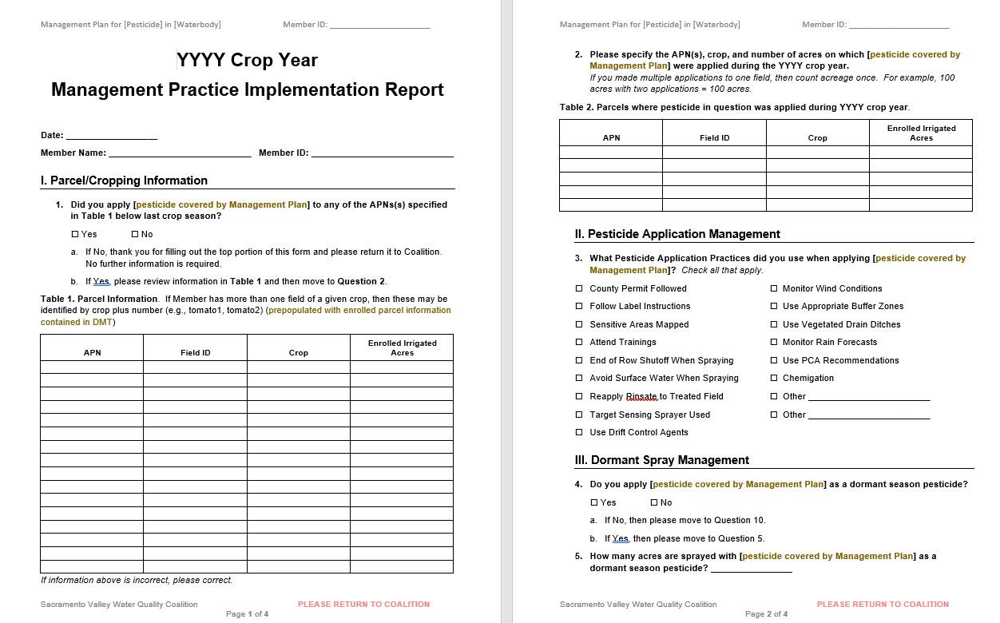 Management Plan for [Pesticide] in [Waterbody] Member ID: ______________________
YYYY Crop Year
Management Practice Implementation Report
Date: __________________
Member Name: ____________________________ Member ID: ____________________________
I. Parcel/Cropping Information
1. Did you apply [pesticide covered by Management Plan] to any of the APNs(s) specified
in Table 1 below last crop season?
☐ Yes ☐ No
a. If No, thank you for filling out the top portion of this form and please return it to Coalition.
No further information is required.
b. If Yes, please review information in Table 1 and then move to Question 2.
Table 1. Parcel Information. If Member has more than one field of a given crop, then these may be
identified by crop plus number (e.g., tomato1, tomato2) (prepopulated with enrolled parcel information
contained in DMT)
APN Field ID Crop Enrolled Irrigated
Acres
If information above is incorrect, please correct.
Sacramento Valley Water Quality Coalition PLEASE RETURN TO COALITION
Page 1 of 4
Management Plan for [Pesticide] in [Waterbody] Member ID: ______________________
2. Please specify the APN(s), crop, and number of acres on which [pesticide covered by
Management Plan] were applied during the YYYY crop year.
If you made multiple applications to one field, then count acreage once. For example, 100
acres with two applications = 100 acres.
Table 2. Parcels where pesticide in question was applied during YYYY crop year.
APN Field ID Crop Enrolled Irrigated
Acres
II. Pesticide Application Management
3. What Pesticide Application Practices did you use when applying [pesticide covered by
Management Plan]? Check all that apply.
☐ County Permit Followed ☐ Monitor Wind Conditions
☐ Follow Label Instructions ☐ Use Appropriate Buffer Zones
☐ Sensitive Areas Mapped ☐ Use Vegetated Drain Ditches
☐ Attend Trainings ☐ Monitor Rain Forecasts
☐ End of Row Shutoff When Spraying ☐ Use PCA Recommendations
☐ Avoid Surface Water When Spraying ☐ Chemigation
☐ Reapply Rinsate to Treated Field ☐ Other ________________________
☐ Target Sensing Sprayer Used ☐ Other ________________________
☐ Use Drift Control Agents
III. Dormant Spray Management
4. Do you apply [pesticide covered by Management Plan] as a dormant season pesticide?
☐ Yes ☐ No
a. If No, then please move to Question 10.
b. If Yes, then please move to Question 5.
5. How many acres are sprayed with [pesticide covered by Management Plan] as a
dormant season pesticide? ________________
Sacramento Valley Water Quality Coalition PLEASE RETURN TO COALITION
Page 2 of 4